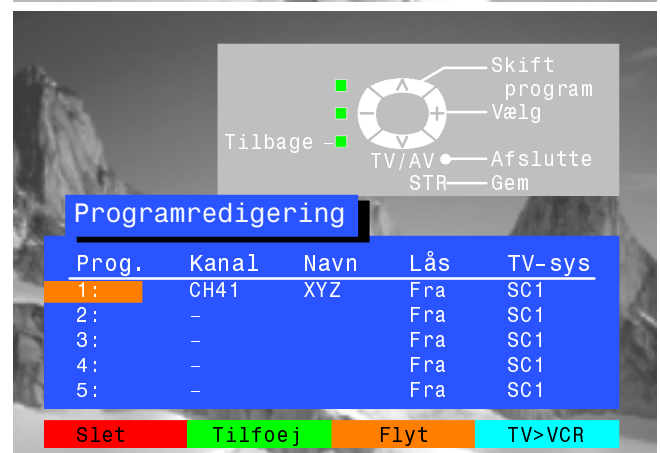 Skift
program
Vælg
Tilbage
TV/AV
Afslutte
STR
Gem
Programredigering
Prog. Kanal Navn Lås TV-sys
1: CH41 XYZ Fra SC1
2: – Fra SC1
3: – Fra SC1
4: – Fra SC1
5: – Fra SC1
Slet Tilfoej Flyt TV>VCR